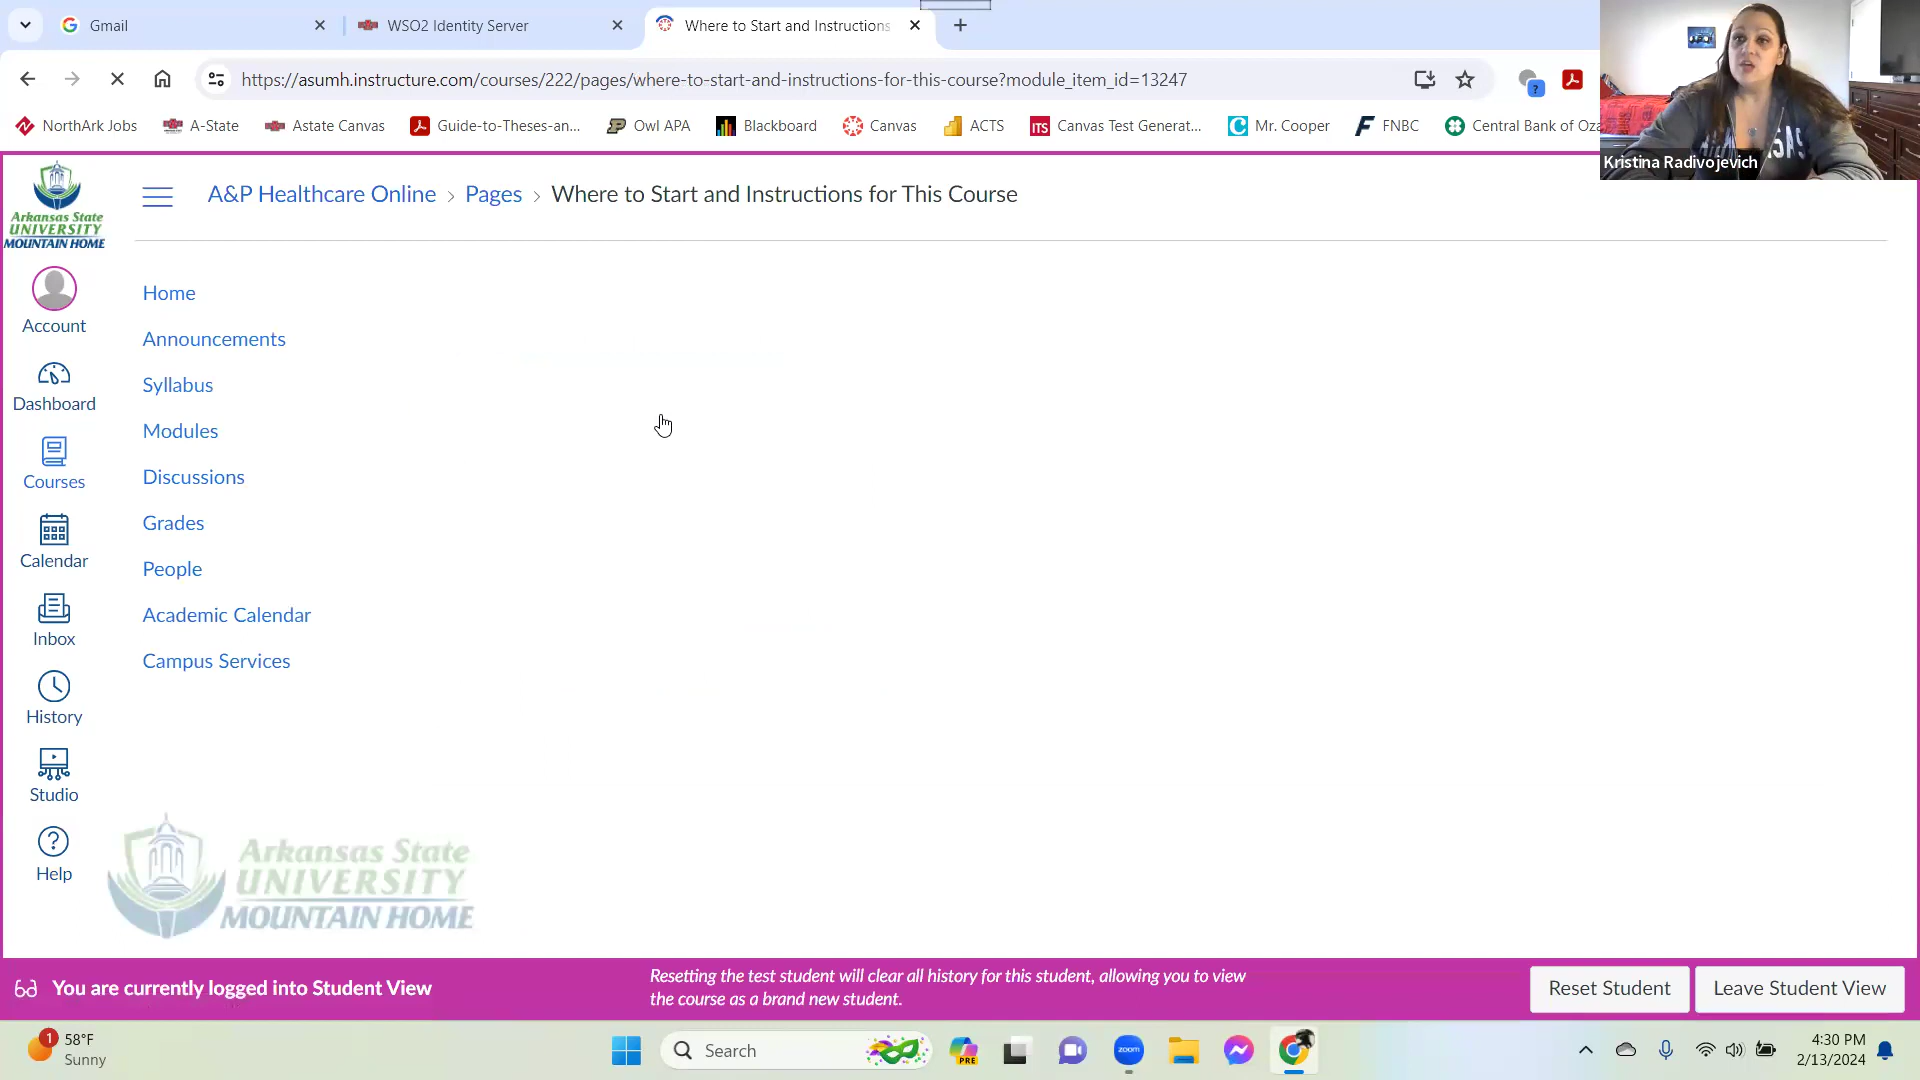 Gmail
WSO2 Identity Server
Where to Start and Instructions
https://asumh.instructure.com/courses/222/pages/where-to-start-and-instructions-for-this-course?module_item_id=13247
NorthArk Jobs
A-State
Astate Canvas
Guide-to-Theses-an...
Owl APA
Blackboard
Canvas
ACTS
ITS
Canvas Test Generat...
Mr. Cooper
FNBC
Central Bank of Oza
Kristina Radivojevich
Arkansas State
UNIVERSITY
MOUNTAIN HOME
A&P Healthcare Online > Pages > Where to Start and Instructions for This Course
Account
Dashboard
Courses
Calendar
Inbox
History
Studio
Help
Home
Announcements
Syllabus
Modules
Discussions
Grades
People
Academic Calendar
Campus Services
Arkansas State
UNIVERSITY
MOUNTAIN HOME
You are currently logged into Student View
Resetting the test student will clear all history for this student, allowing you to view
the course as a brand new student.
Reset Student
Leave Student View
1
58°F
Sunny
Search
PRE
zoom
4:30 PM
2/13/2024